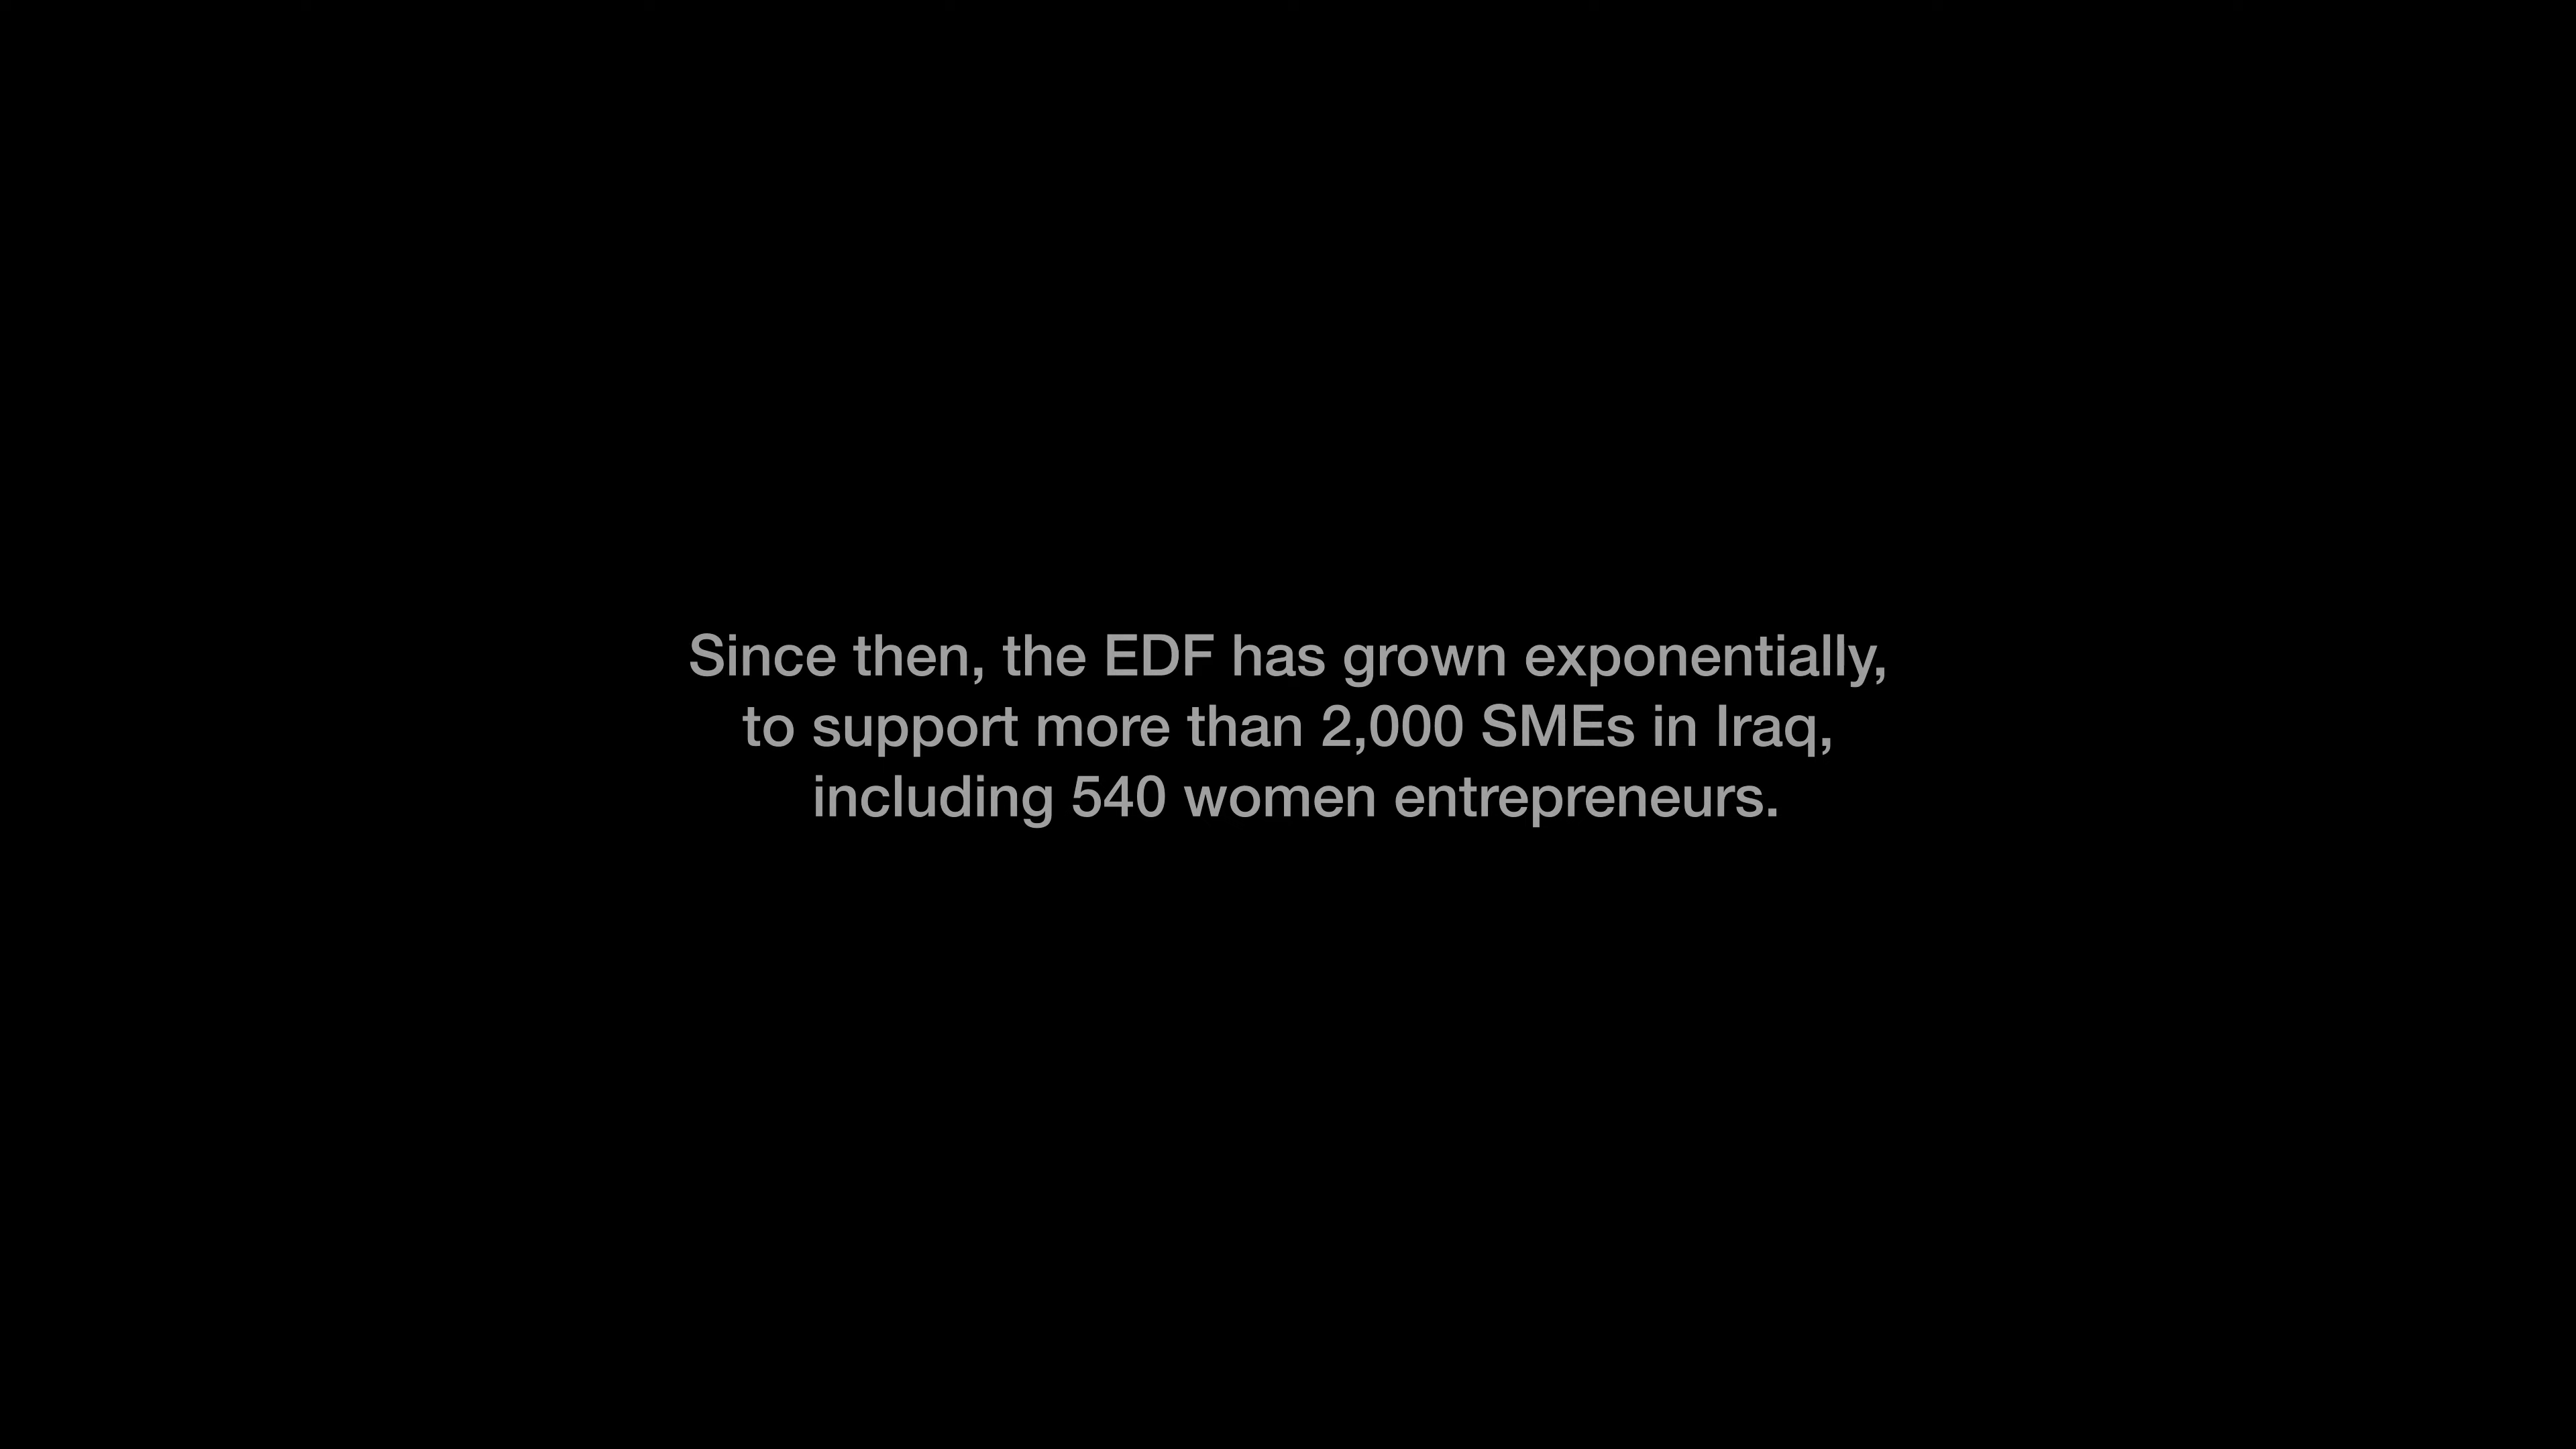 Since then, the EDF has grown exponentially,
to support more than 2,000 SMEs in Iraq,
including 540 women entrepreneurs.